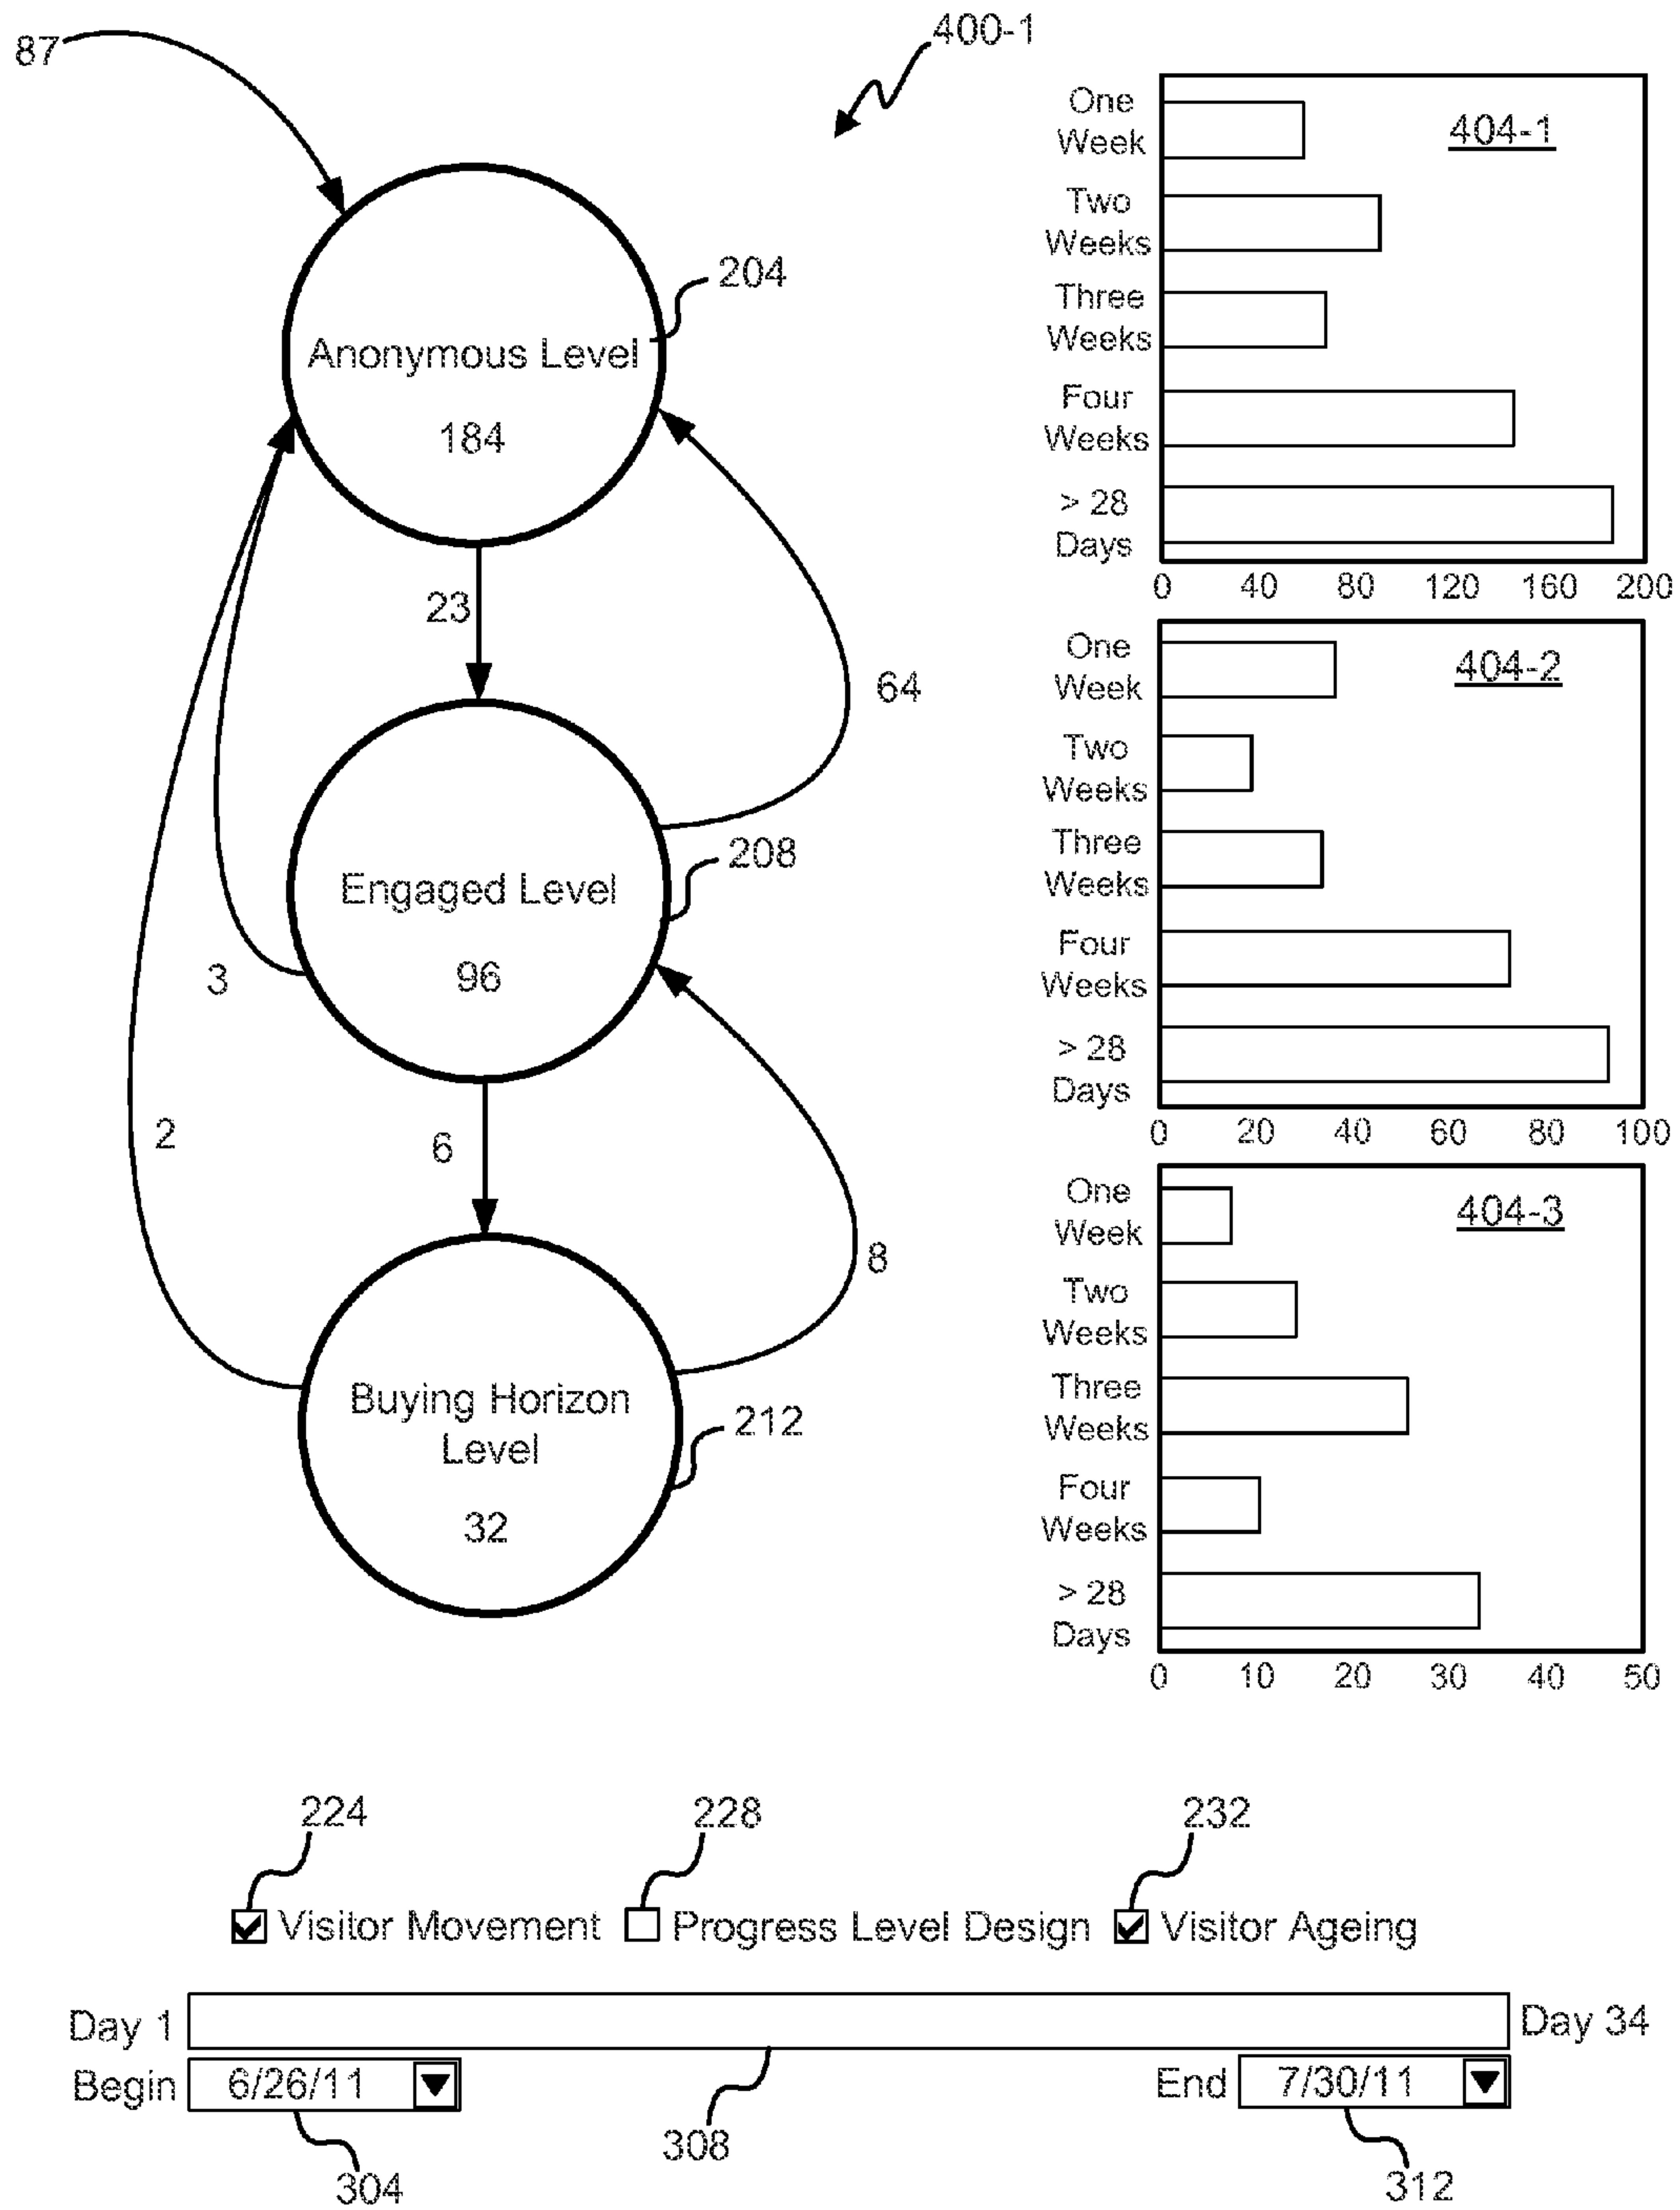 87
400-1
204
Anonymous Level
184
23
64
208
Engaged Level
96
3
2
6
8
Buying Horizon
Level
32
212
404-1
One
Week
Two
Weeks
Three
Weeks
Four
Weeks
> 28
Days
0 40 80 120 160 200
404-2
One
Week
Two
Weeks
Three
Weeks
Four
Weeks
> 28
Days
0 20 40 60 80 100
404-3
One
Week
Two
Weeks
Three
Weeks
Four
Weeks
> 28
Days
0 10 20 30 40 50
224 228 232
Visitor Movement Progress Level Design Visitor Ageing
Day 1 Day 34
Begin 6/26/11 End 7/30/11
304 308 312